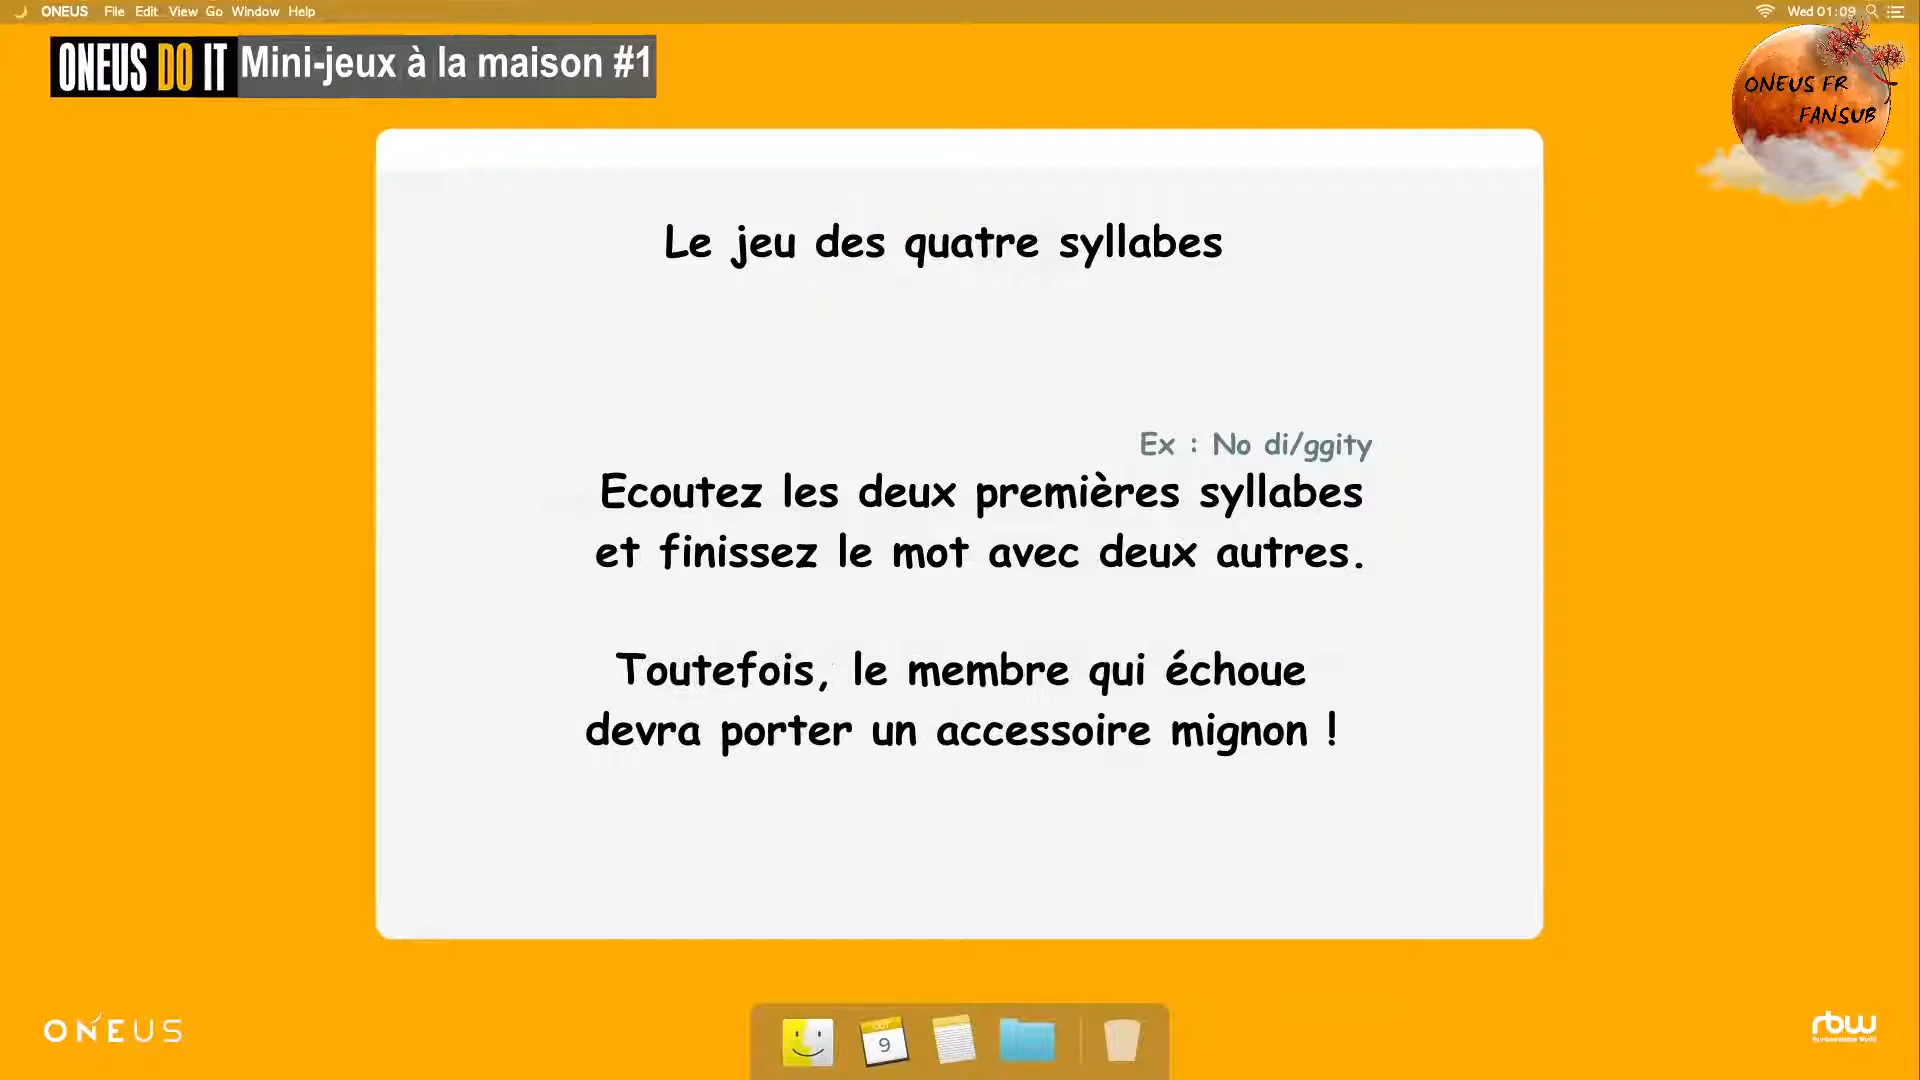 ONEUS File Edit View Go Window Help
Wed 01:09
ONEUS DO IT Mini-jeux à la maison #1
ONEUS FR
FANSUB
Le jeu des quatre syllabes
Ex : No di/ggity
Ecoutez les deux premières syllabes
et finissez le mot avec deux autres.
Toutefois, le membre qui échoue
devra porter un accessoire mignon !
ONEUS
OCT
9
rbw